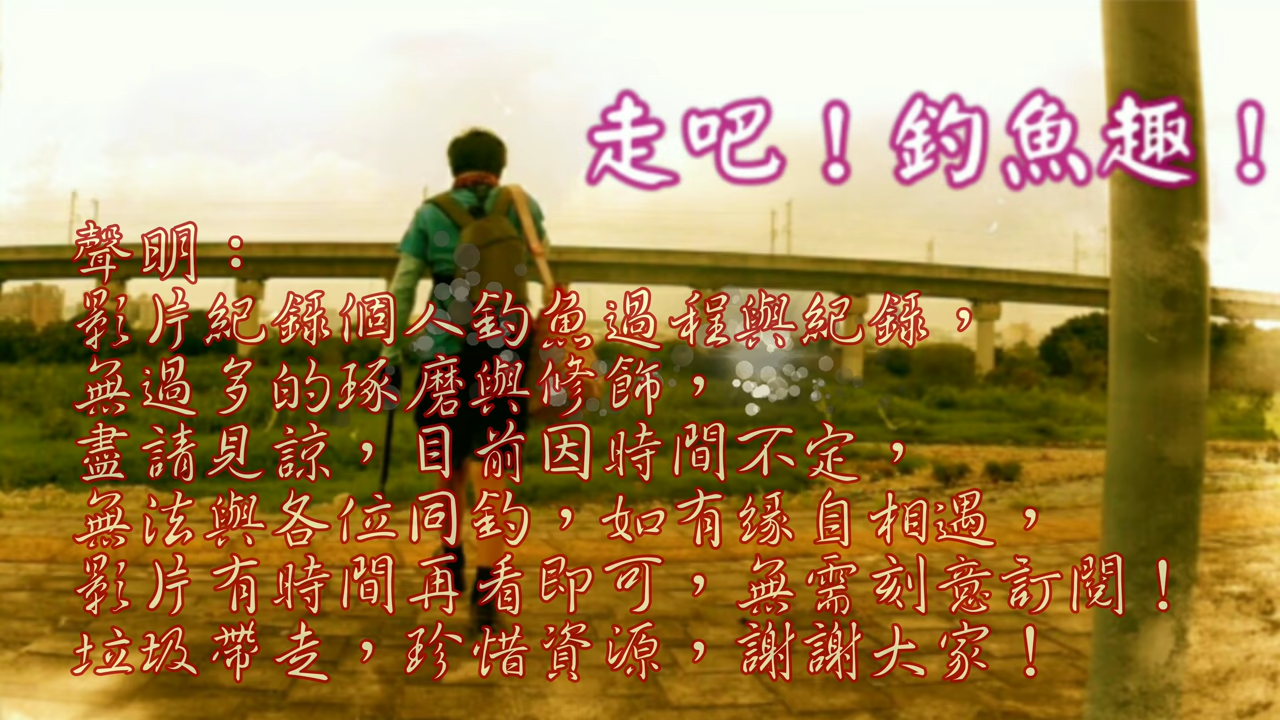 走吧！釣魚趣！
聲明：
影片紀錄個人釣魚過程與紀錄，
無過多的琢磨與修飾，
盡請見諒，目前因時間不定，
無法與各位同釣，如有緣自相遇，
影片有時間再看即可，無需刻意訂閱！
垃圾帶走，珍惜資源，謝謝大家！